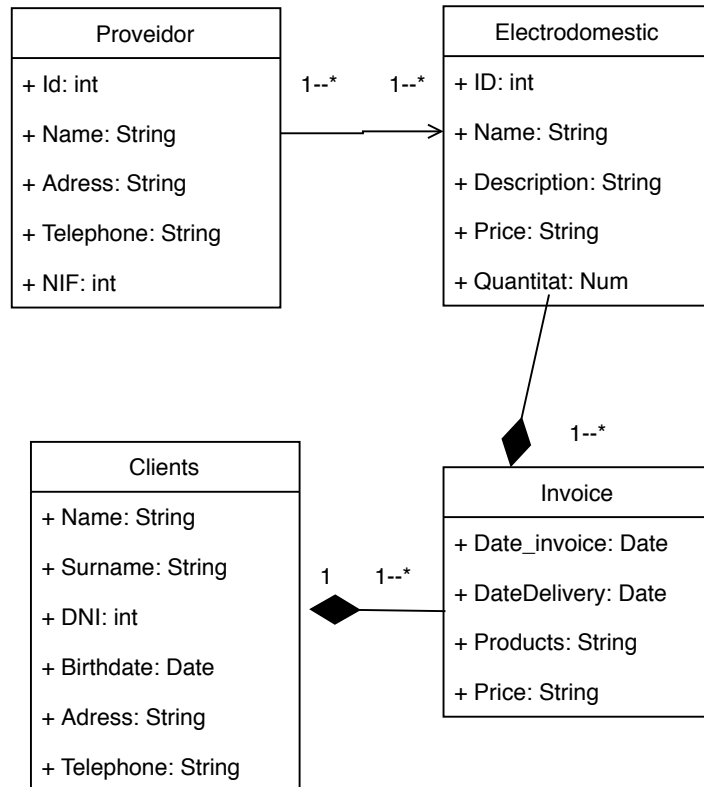 Proveidor
+ Id: int
+ Name: String
+ Adress: String
+ Telephone: String
+ NIF: int
1--*
1--*
Electrodomestic
+ ID: int
+ Name: String
+ Description: String
+ Price: String
+ Quantitat: Num
1--*
Clients
+ Name: String
+ Surname: String
+ DNI: int
+ Birthdate: Date
+ Adress: String
+ Telephone: String
1
1--*
Invoice
+ Date_invoice: Date
+ DateDelivery: Date
+ Products: String
+ Price: String